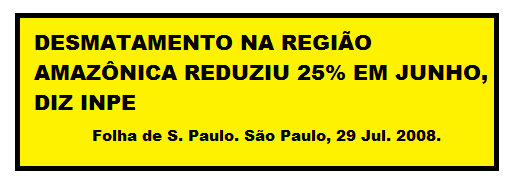 DESMATAMENTO NA REGIÃO
AMAZÔNICA REDUZIU 25% EM JUNHO,
DIZ INPE
Folha de S. Paulo. São Paulo, 29 Jul. 2008.